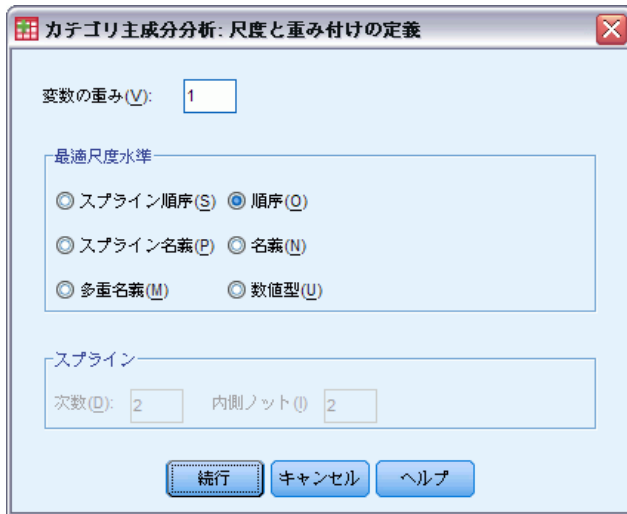 カテゴリ主成分分析: 尺度と重み付けの定義
変数の重み(V): 1
最適尺度水準
スプライン順序(S) 順序(O)
スプライン名義(P) 名義(N)
多重名義(M) 数値型(U)
スプライン
次数(D): 2 内側ノット(I) 2
続行 キャンセル ヘルプ